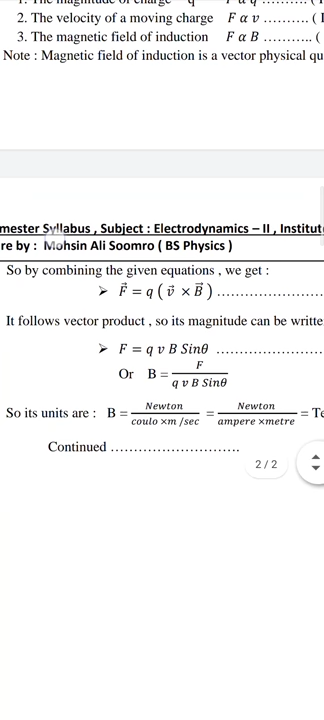 2. The velocity of a moving charge F α v .......... (
3. The magnetic field of induction F α B ........... (
Note : Magnetic field of induction is a vector physical qu
mester Syllabus , Subject : Electrodynamics – II , Institut
re by : Mohsin Ali Soomro ( BS Physics )
So by combining the given equations , we get :
➢ F⃗ = q ( v⃗ × B⃗ ) ........................
It follows vector product , so its magnitude can be writte
➢ F = q v B Sinθ ........................
Or B = F / q v B Sinθ
So its units are : B = Newton / coulo ×m /sec = Newton / ampere ×metre = Te
Continued ..............................
2 / 2